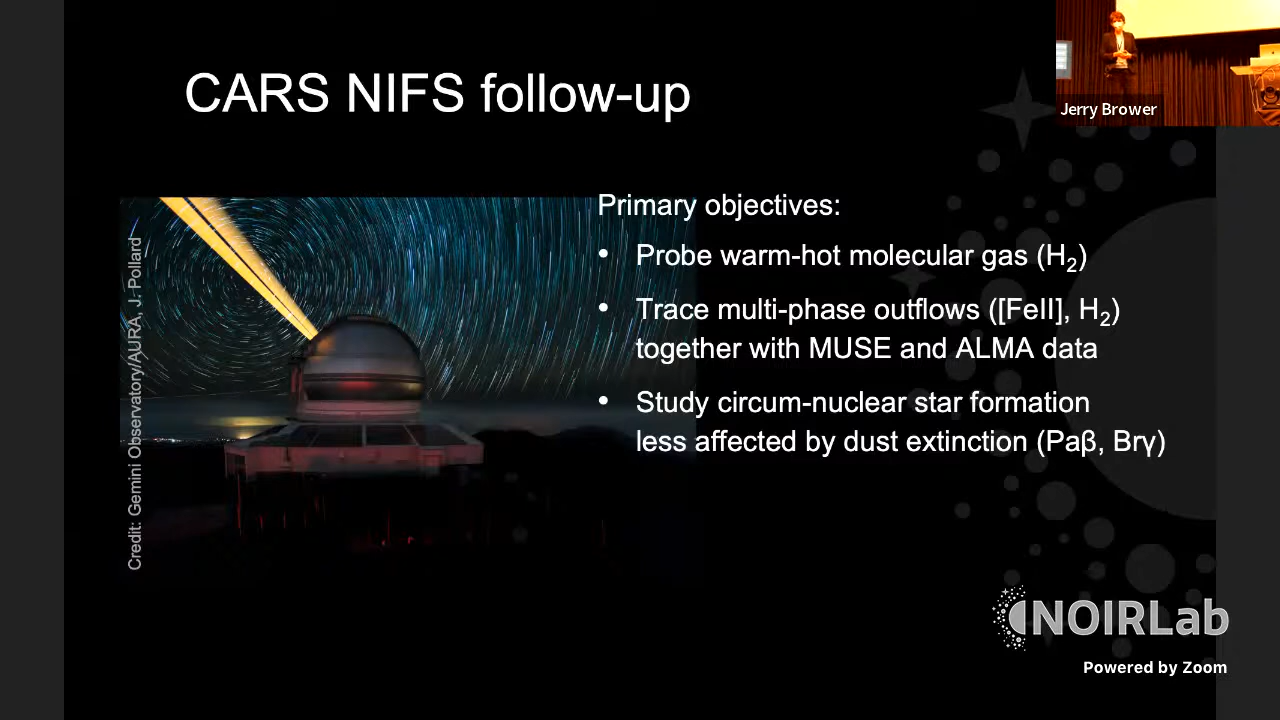 CARS NIFS follow-up
Jerry Brower
Credit: Gemini Observatory/AURA, J. Pollard
Primary objectives:
• Probe warm-hot molecular gas (H₂)
• Trace multi-phase outflows ([FeII], H₂)
together with MUSE and ALMA data
• Study circum-nuclear star formation
less affected by dust extinction (Paβ, Brγ)
NOIRLab
Powered by Zoom